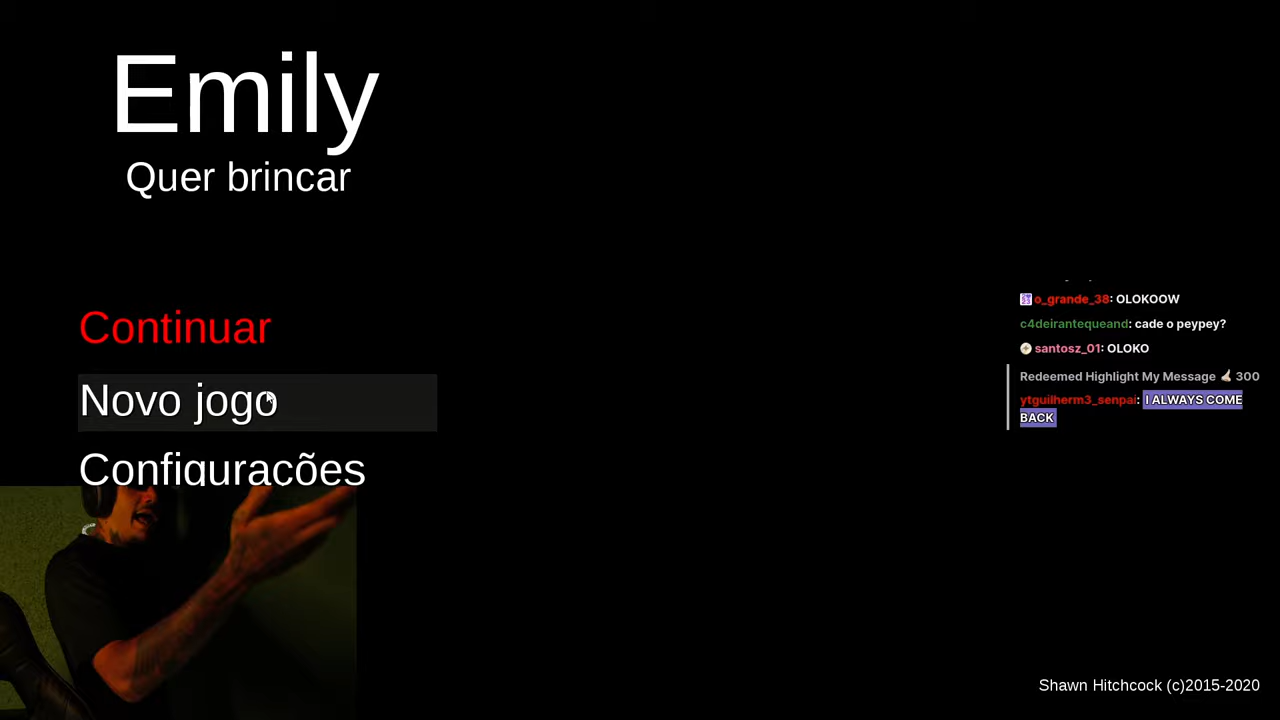 Emily
Quer brincar
Continuar
Novo jogo
Configurações
o_grande_38: OLOKOOW
c4deirantequeand: cade o peypey?
santosz_01: OLOKO
Redeemed Highlight My Message 300
ytguilherm3_senpai: I ALWAYS COME
BACK
Shawn Hitchcock (c)2015-2020